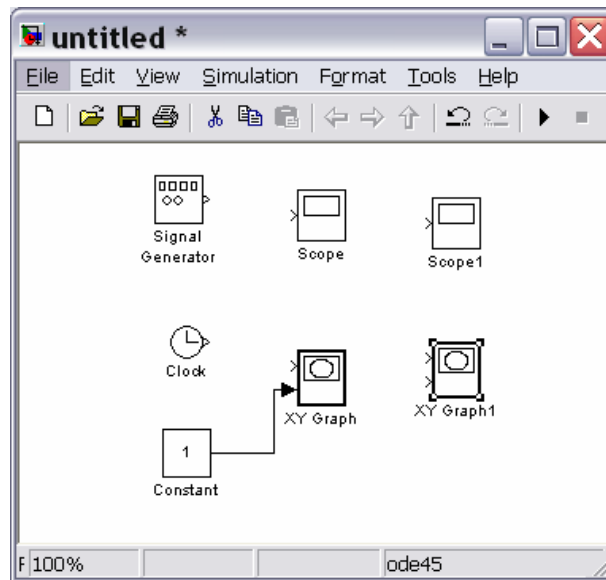 untitled *
File Edit View Simulation Format Tools Help
Signal
Generator
Scope
Scope1
Clock
XY Graph
XY Graph1
1
Constant
F 100% ode45